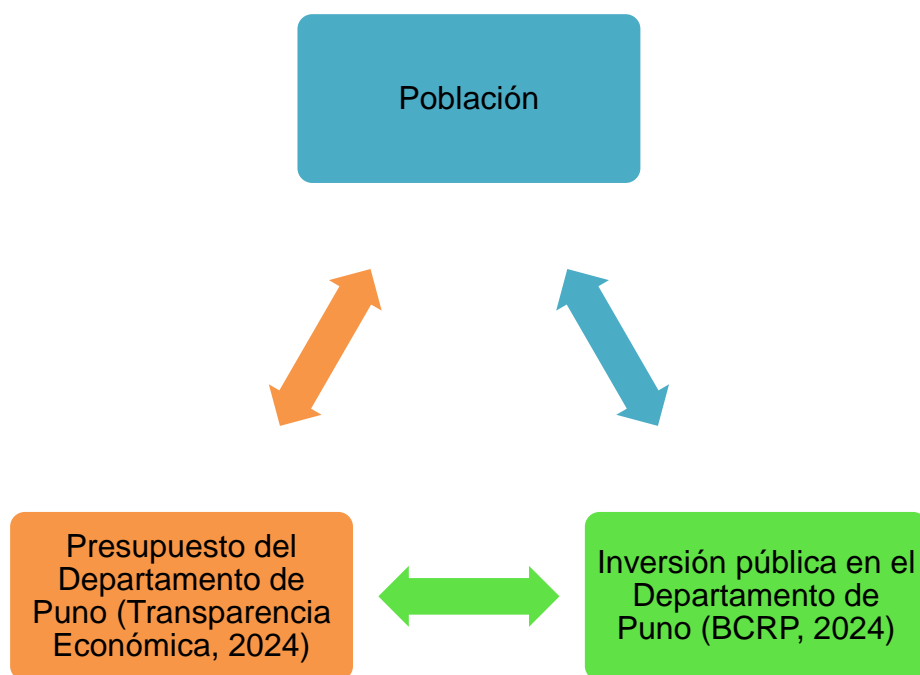 Población
Presupuesto del
Departamento de
Puno (Transparencia
Económica, 2024)
Inversión pública en el
Departamento de
Puno (BCRP, 2024)